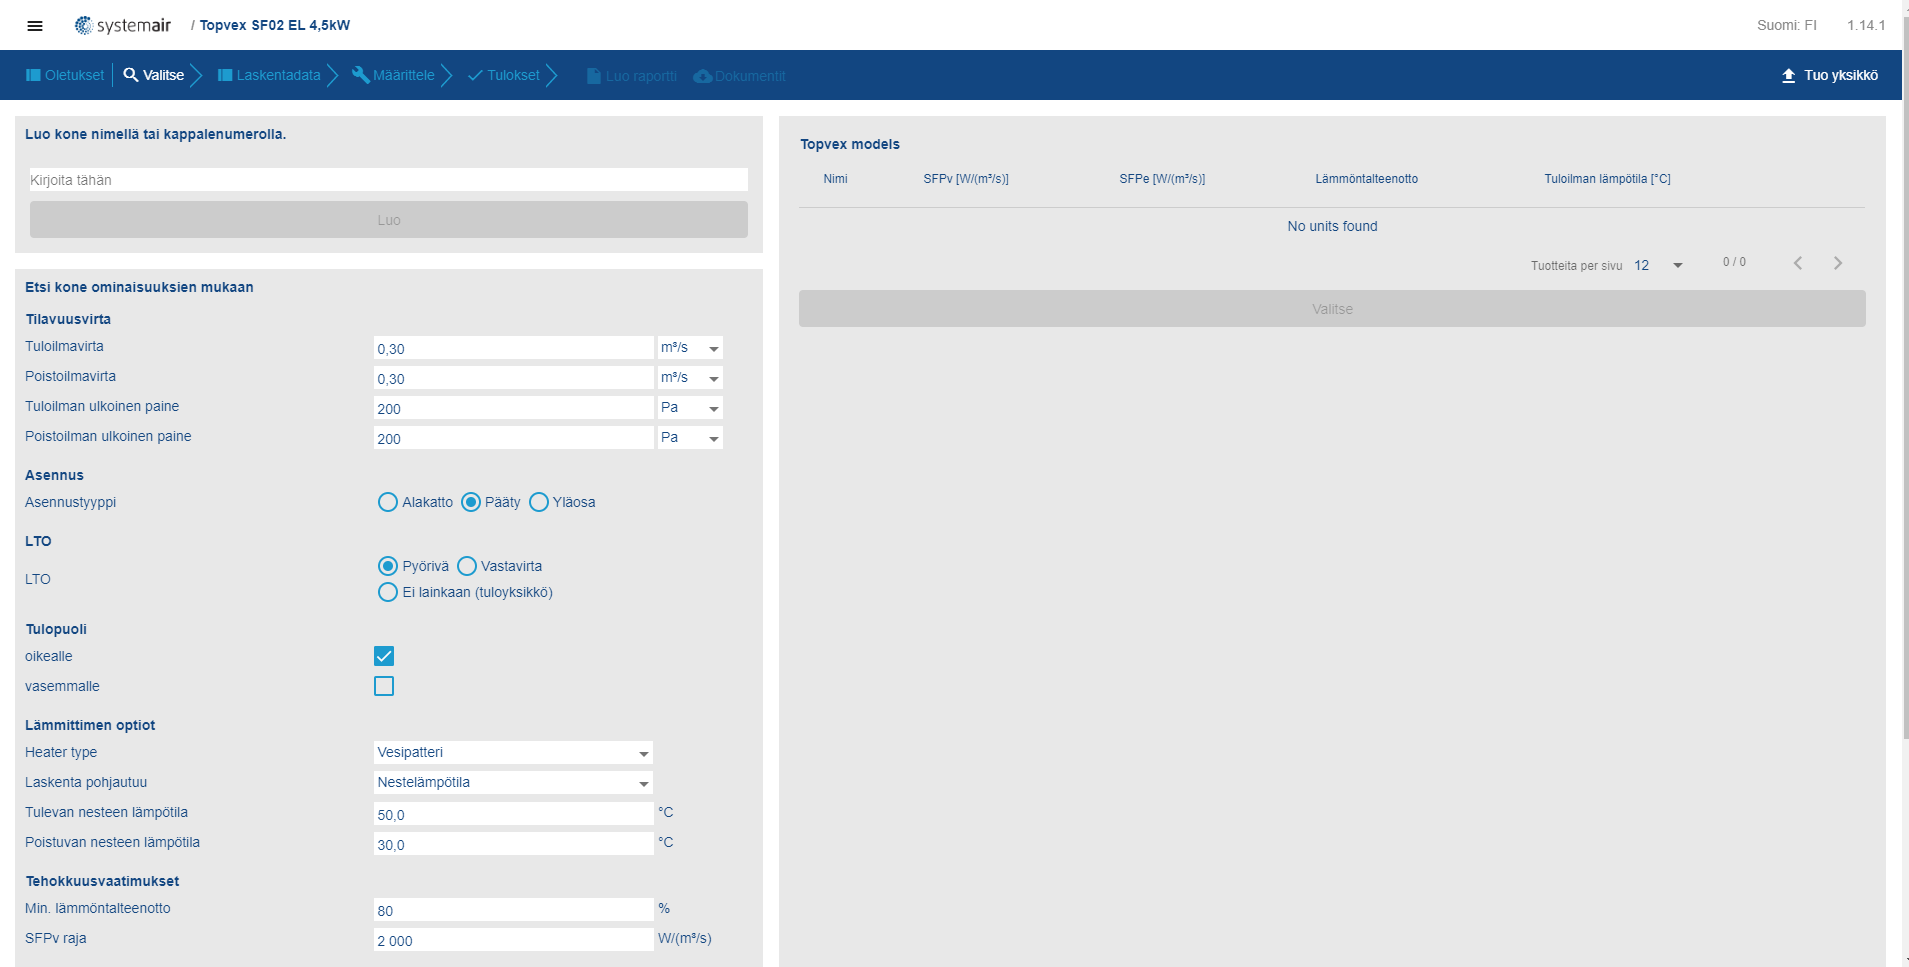 systemair / Topvex SF02 EL 4,5kW
Suomi: FI 1.14.1
Oletukset Valitse Laskentadata Määrittele Tulokset Luo raportti Dokumentit Tuo yksikkö
Luo kone nimellä tai kappalenumerolla.
Kirjoita tähän
Luo
Etsi kone ominaisuuksien mukaan
Tilavuusvirta
Tuloilmavirta 0,30 m³/s
Poistoilmavirta 0,30 m³/s
Tuloilman ulkoinen paine 200 Pa
Poistoilman ulkoinen paine 200 Pa
Asennus
Asennustyyppi Alakatto Pääty Yläosa
LTO
LTO Pyörivä Vastavirta
Ei lainkaan (tuloyksikkö)
Tulopuoli
oikealle
vasemmalle
Lämmittimen optiot
Heater type Vesipatteri
Laskenta pohjautuu Nestelämpötila
Tulevan nesteen lämpötila 50,0 °C
Poistuvan nesteen lämpötila 30,0 °C
Tehokkuusvaatimukset
Min. lämmöntalteenotto 80 %
SFPv raja 2 000 W/(m³/s)
Topvex models
Nimi SFPv [W/(m³/s)] SFPe [W/(m³/s)] Lämmöntalteenotto Tuloilman lämpötila [°C]
No units found
Tuotteita per sivu 12 0 / 0
Valitse